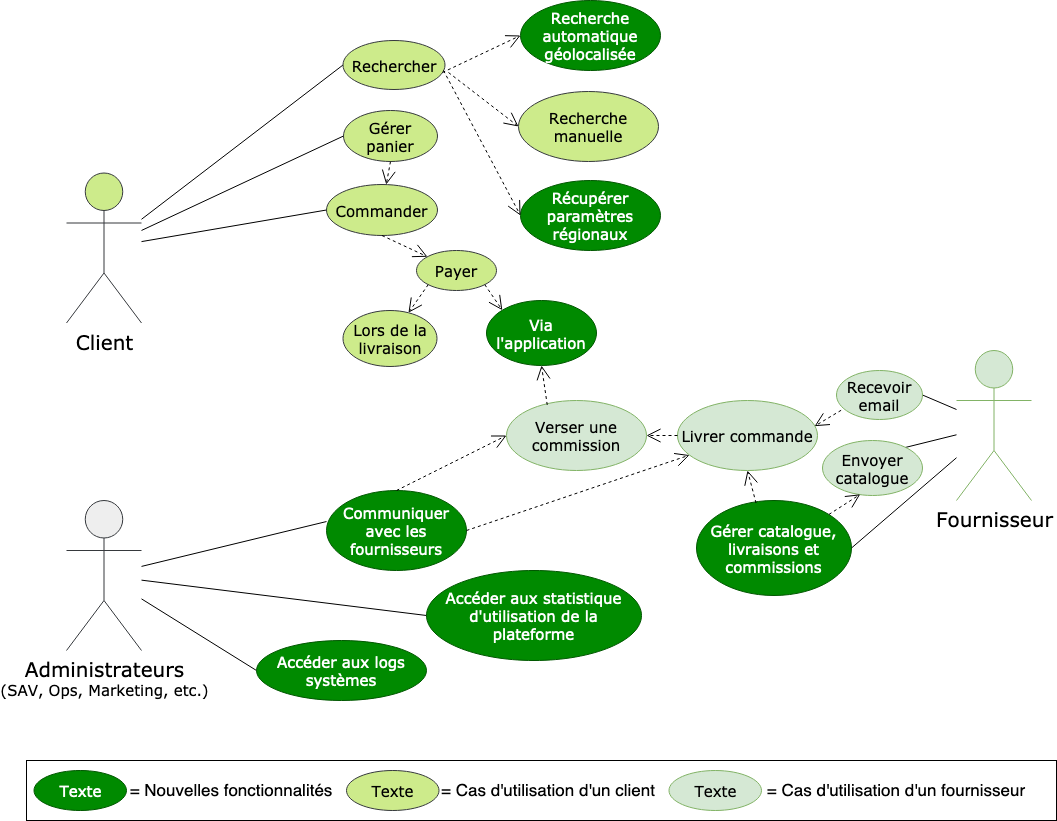 Recherche
automatique
géolocalisée
Rechercher
Recherche
manuelle
Gérer
panier
Récupérer
paramètres
régionaux
Commander
Payer
Client
Lors de la
livraison
Via
l'application
Recevoir
email
Verser une
commission
Livrer commande
Envoyer
catalogue
Fournisseur
Communiquer
avec les
fournisseurs
Gérer catalogue,
livraisons et
commissions
Accéder aux statistique
d'utilisation de la
plateforme
Administrateurs
(SAV, Ops, Marketing, etc.)
Accéder aux logs
systèmes
Texte = Nouvelles fonctionnalités Texte = Cas d'utilisation d'un client Texte = Cas d'utilisation d'un fournisseur